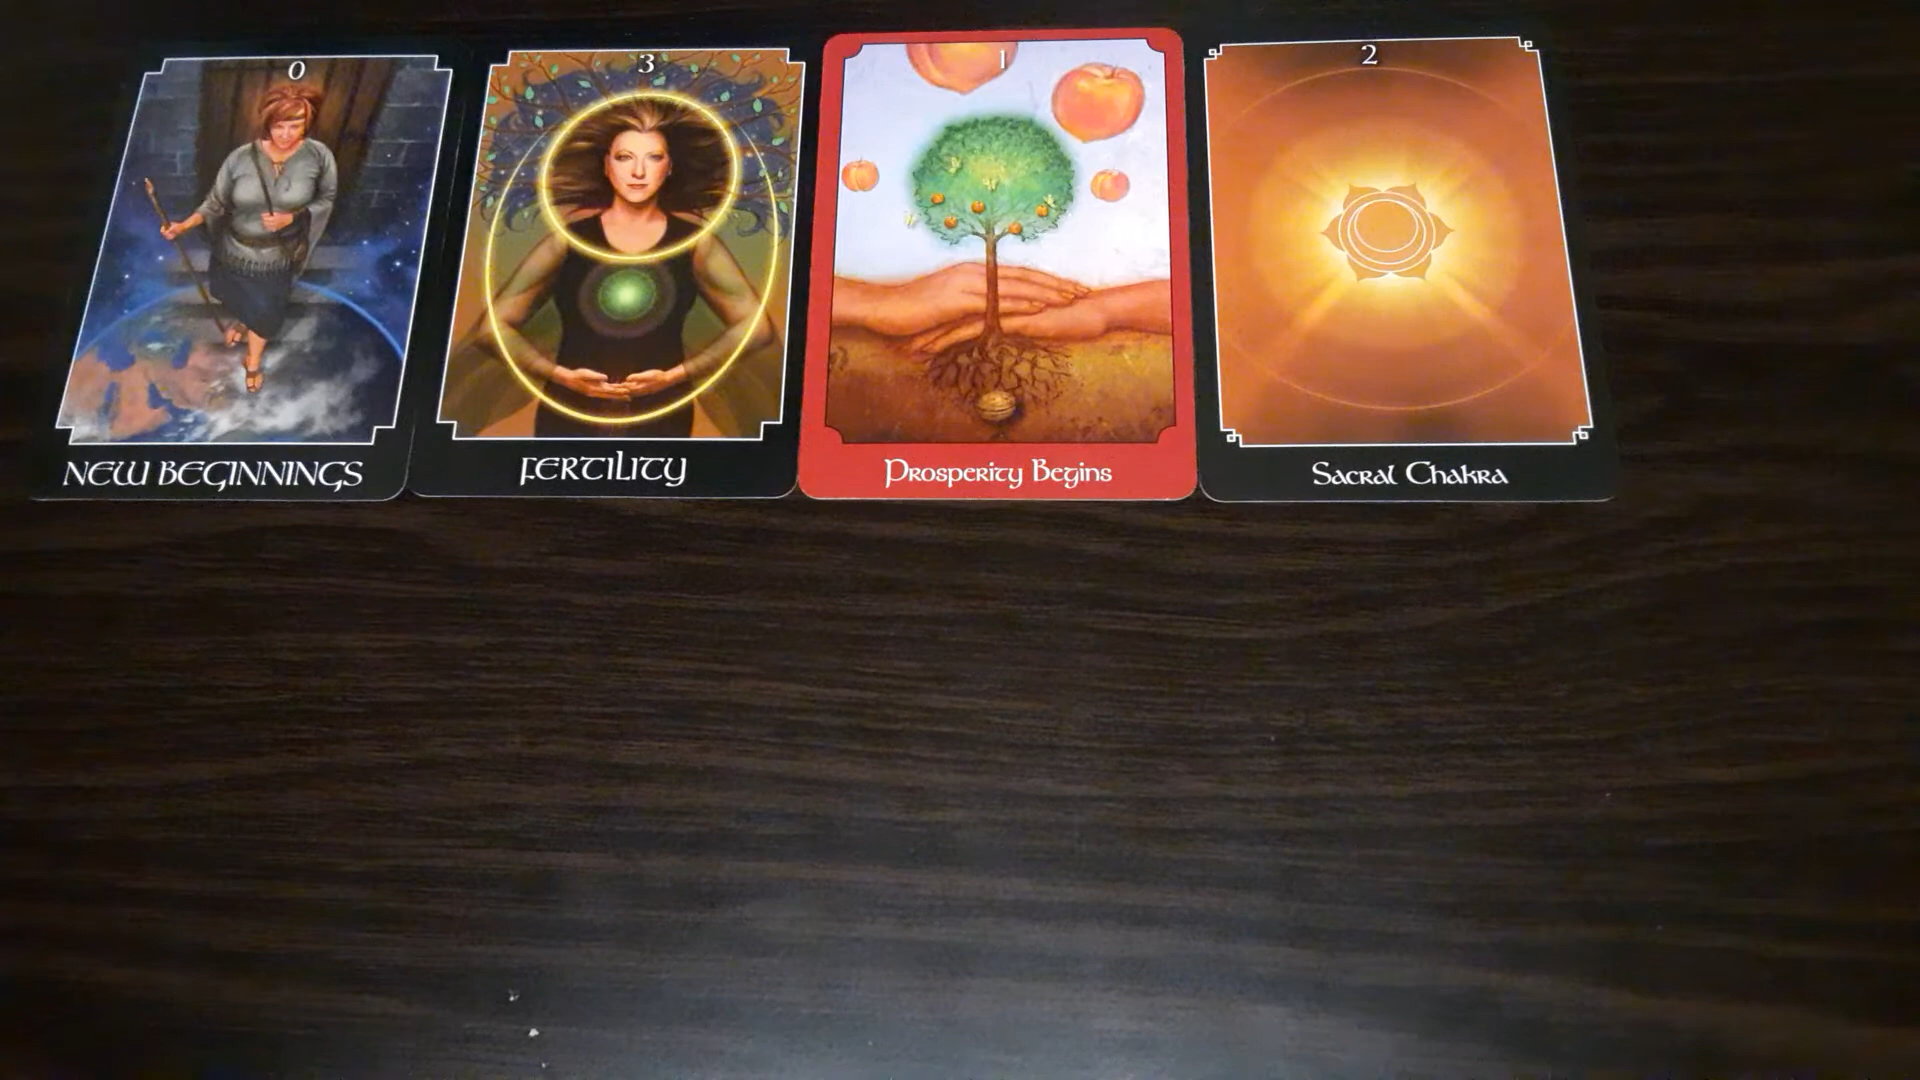 0
NEW BEGINNINGS
3
FERTILITY
1
Prosperity Begins
2
Sacral Chakra